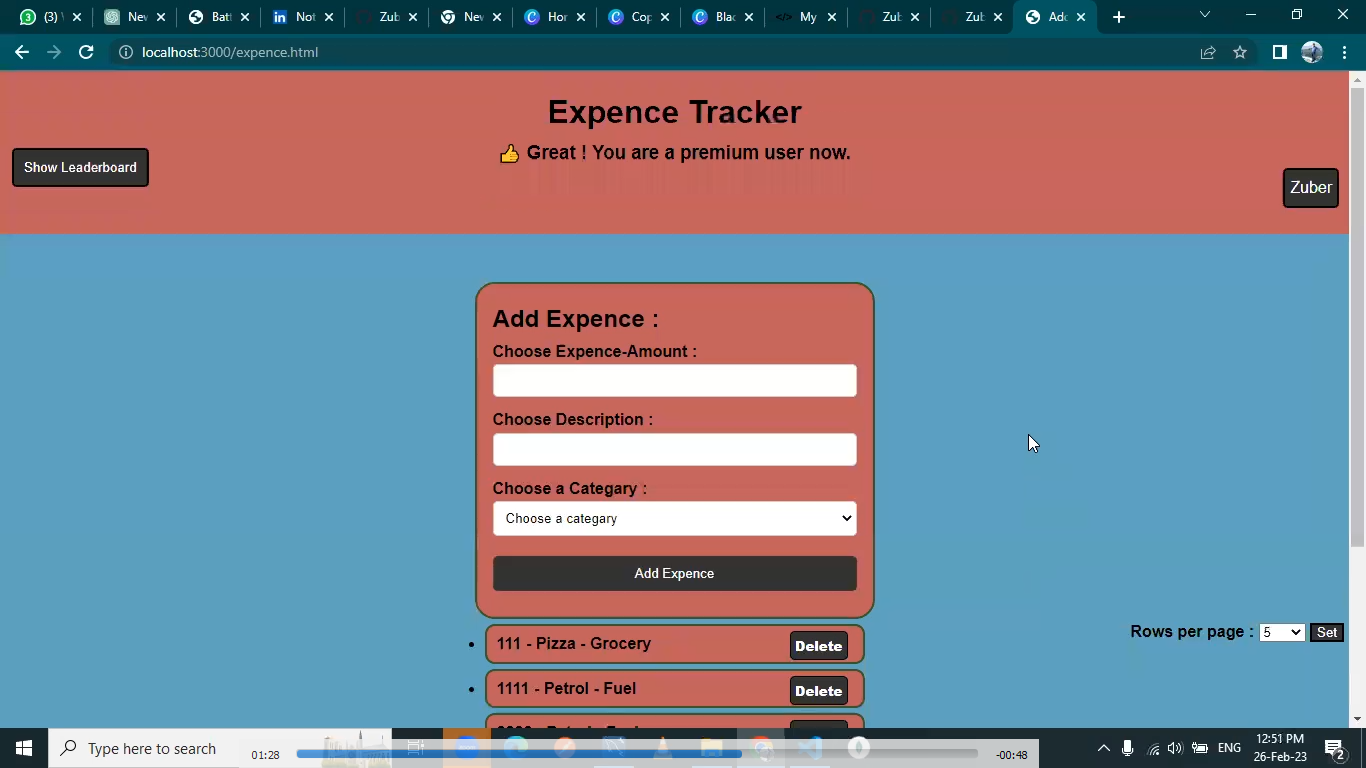 (3) W
New
Batt
Not
Zub
New
Hor
Cop
Blac
</> My
Zub
Zub
Add
localhost:3000/expence.html
Expence Tracker
👍 Great ! You are a premium user now.
Show Leaderboard
Zuber
Add Expence :
Choose Expence-Amount :
Choose Description :
Choose a Categary :
Choose a categary
Add Expence
Rows per page : 5 Set
111 - Pizza - Grocery Delete
1111 - Petrol - Fuel Delete
Type here to search
01:28
-00:48
ENG
12:51 PM
26-Feb-23
2